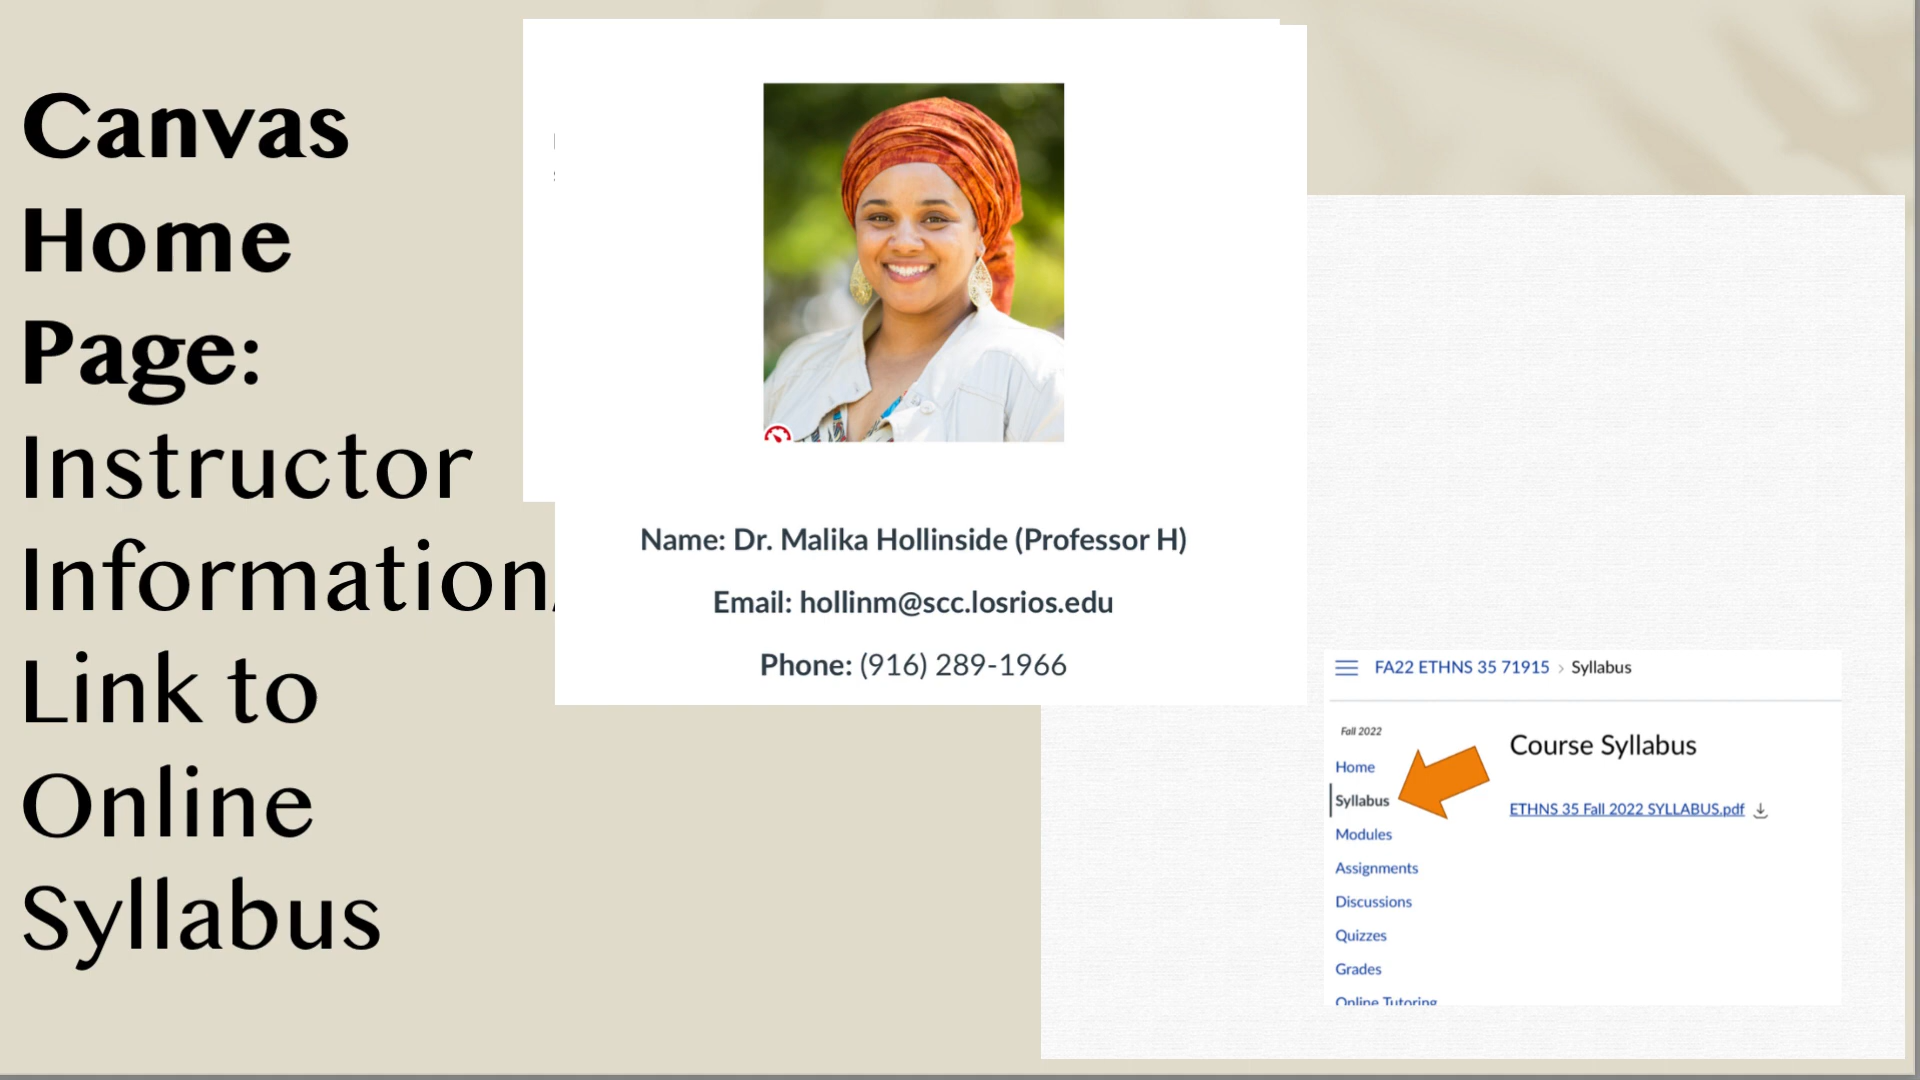 Canvas
Home
Page:
Instructor
Information,
Link to
Online
Syllabus
Name: Dr. Malika Hollinside (Professor H)
Email: hollinm@scc.losrios.edu
Phone: (916) 289-1966
FA22 ETHNS 35 71915 › Syllabus
Fall 2022
Course Syllabus
Home
Syllabus
ETHNS 35 Fall 2022 SYLLABUS.pdf
Modules
Assignments
Discussions
Quizzes
Grades
Online Tutoring